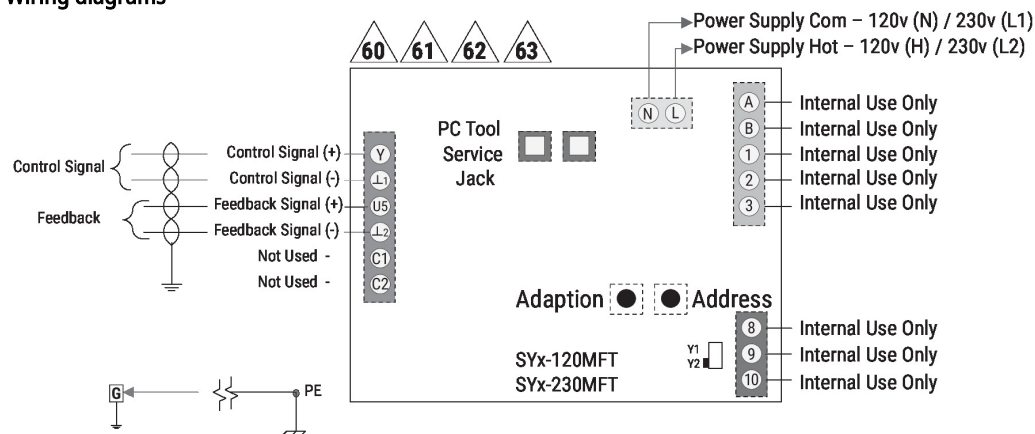 Wiring diagrams
Power Supply Com – 120v (N) / 230v (L1)
Power Supply Hot – 120v (H) / 230v (L2)
60 61 62 63
N L
PC Tool
Service
Jack
A Internal Use Only
B Internal Use Only
1 Internal Use Only
2 Internal Use Only
3 Internal Use Only
Control Signal
Feedback
Control Signal (+) Y
Control Signal (-) ⊥1
Feedback Signal (+) U5
Feedback Signal (-) ⊥2
Not Used - C1
Not Used - C2
Adaption Address
SYx-120MFT
SYx-230MFT
Y1
Y2
8 Internal Use Only
9 Internal Use Only
10 Internal Use Only
G PE